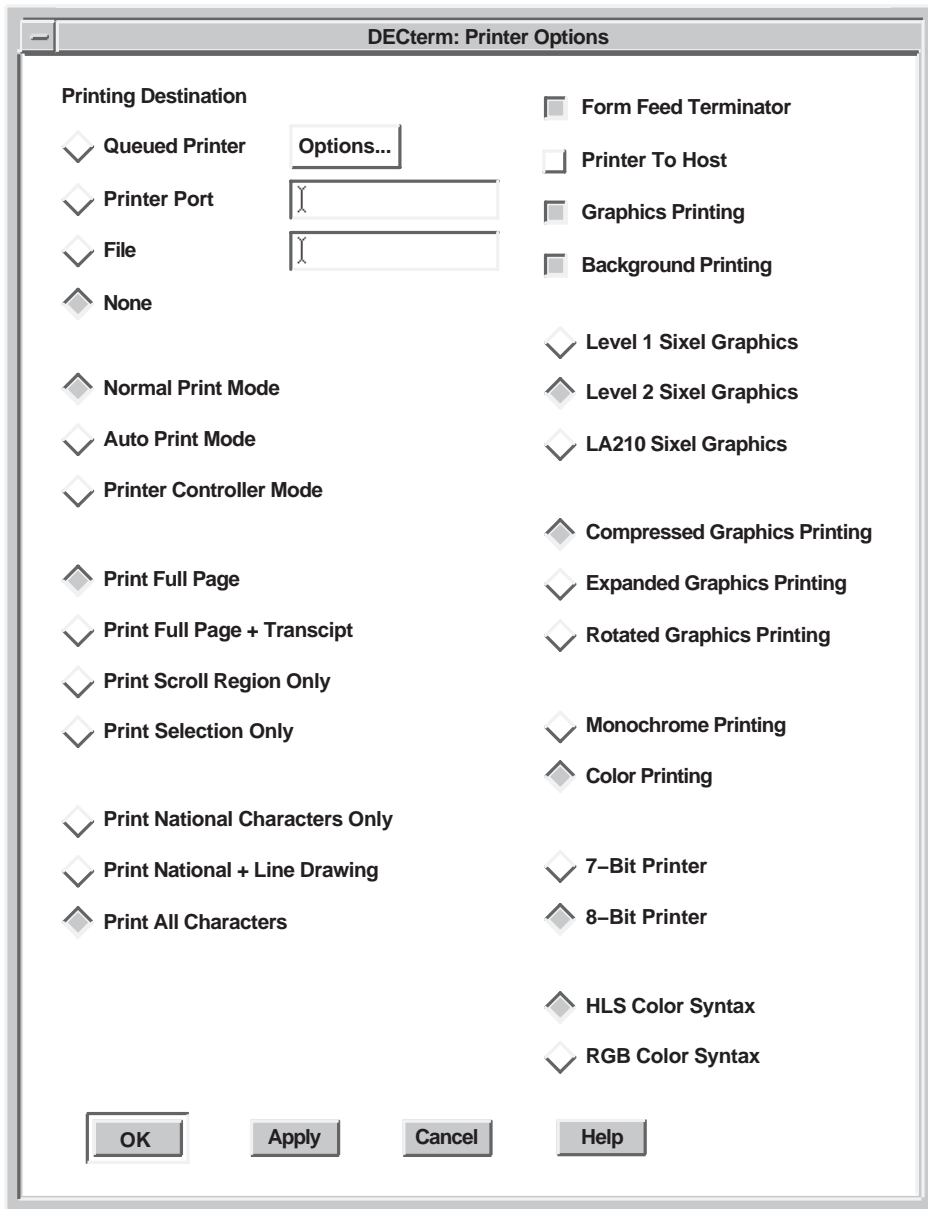 DECterm: Printer Options
Printing Destination
Queued Printer
Options...
Printer Port
File
None
Normal Print Mode
Auto Print Mode
Printer Controller Mode
Print Full Page
Print Full Page + Transcipt
Print Scroll Region Only
Print Selection Only
Print National Characters Only
Print National + Line Drawing
Print All Characters
Form Feed Terminator
Printer To Host
Graphics Printing
Background Printing
Level 1 Sixel Graphics
Level 2 Sixel Graphics
LA210 Sixel Graphics
Compressed Graphics Printing
Expanded Graphics Printing
Rotated Graphics Printing
Monochrome Printing
Color Printing
7−Bit Printer
8−Bit Printer
HLS Color Syntax
RGB Color Syntax
OK
Apply
Cancel
Help